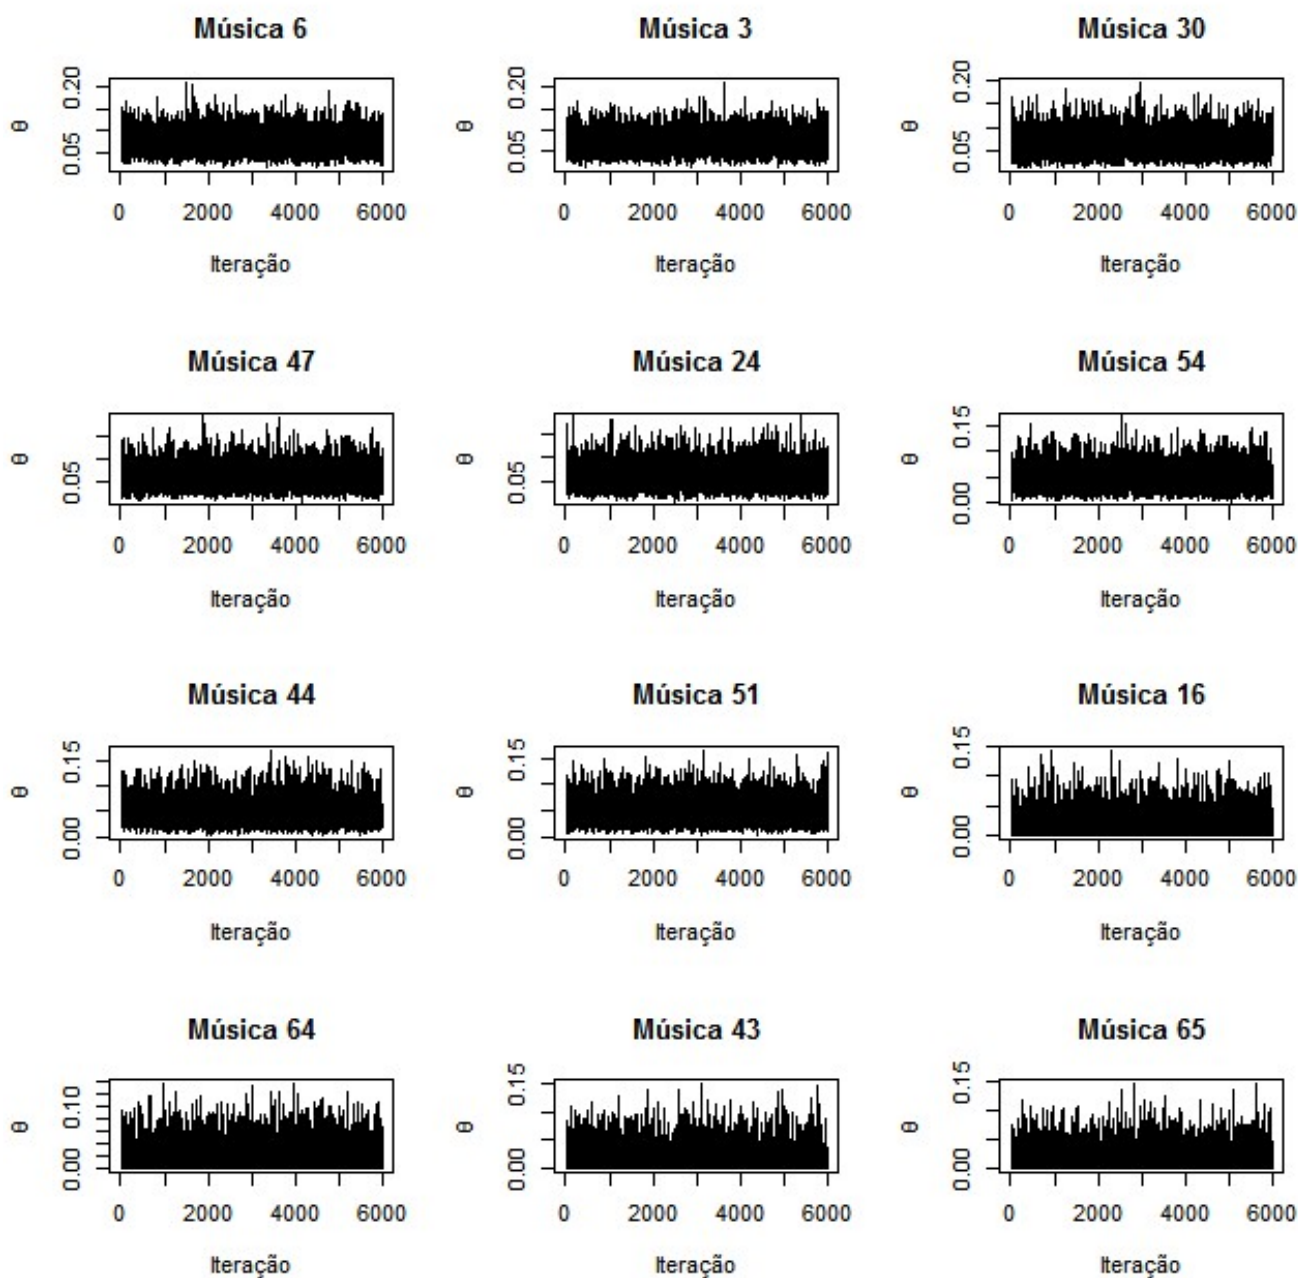 Música 6
θ
0.20
0.05
0 2000 4000 6000
Iteração
Música 3
θ
0.20
0.05
0 2000 4000 6000
Iteração
Música 30
θ
0.20
0.05
0 2000 4000 6000
Iteração
Música 47
θ
0.05
0 2000 4000 6000
Iteração
Música 24
θ
0.05
0 2000 4000 6000
Iteração
Música 54
θ
0.15
0.00
0 2000 4000 6000
Iteração
Música 44
θ
0.15
0.00
0 2000 4000 6000
Iteração
Música 51
θ
0.15
0.00
0 2000 4000 6000
Iteração
Música 16
θ
0.15
0.00
0 2000 4000 6000
Iteração
Música 64
θ
0.10
0.00
0 2000 4000 6000
Iteração
Música 43
θ
0.15
0.00
0 2000 4000 6000
Iteração
Música 65
θ
0.15
0.00
0 2000 4000 6000
Iteração